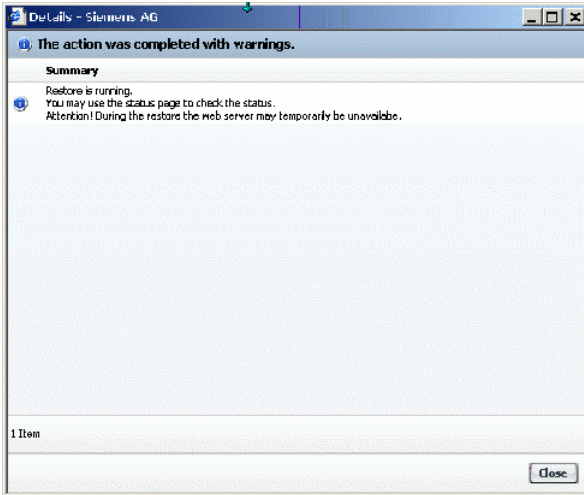 Details - Siemens AG
The action was completed with warnings.
Summary
Restore is running.
You may use the status page to check the status.
Attention! During the restore the web server may temporarily be unavailabe.
1 Item
Close